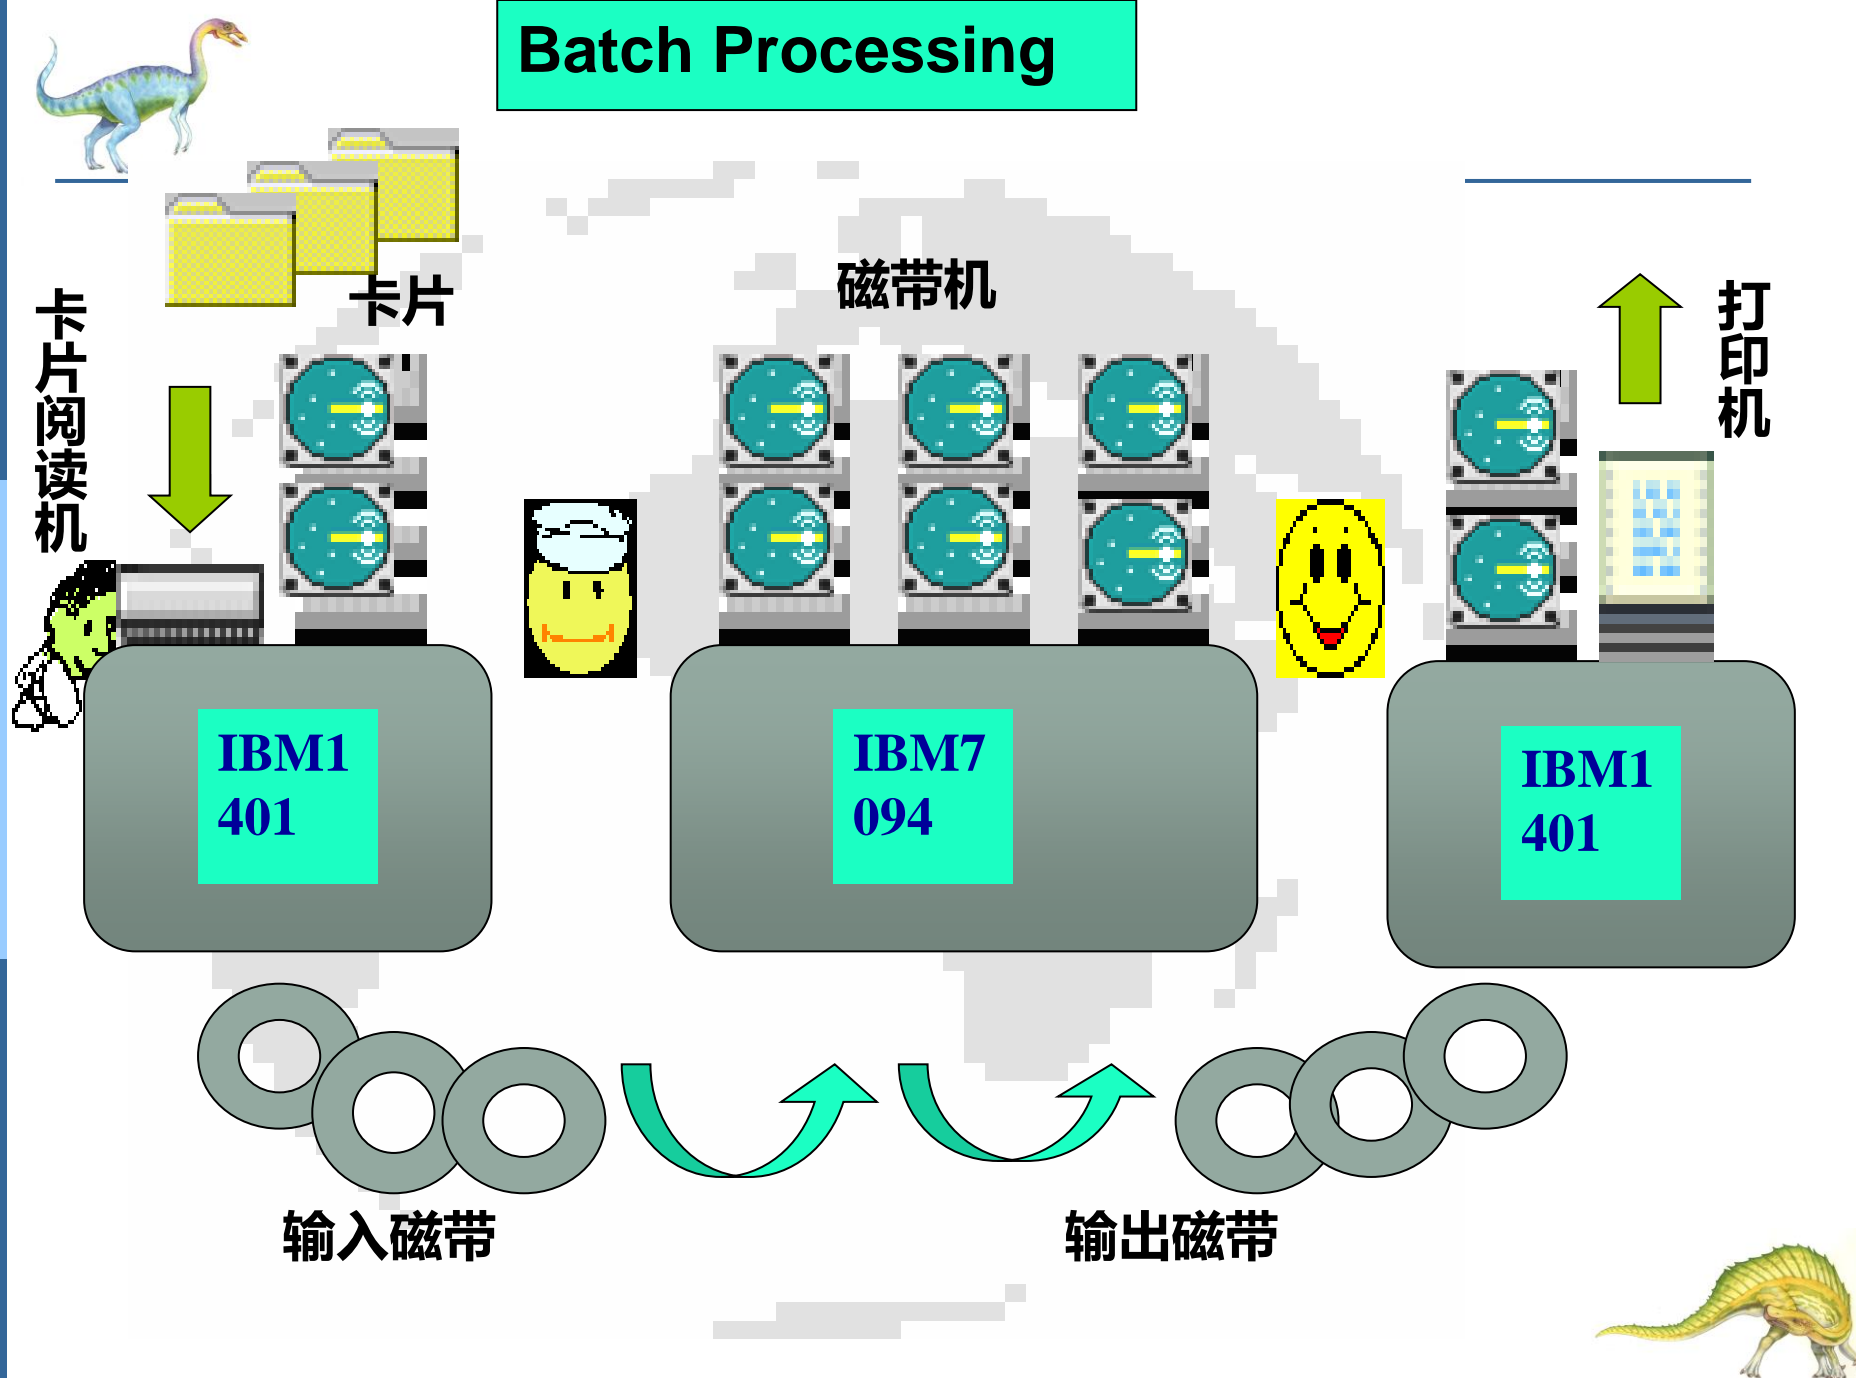 Batch Processing
卡片
磁带机
卡片阅读机
打印机
IBM1
401
IBM7
094
IBM1
401
输入磁带
输出磁带